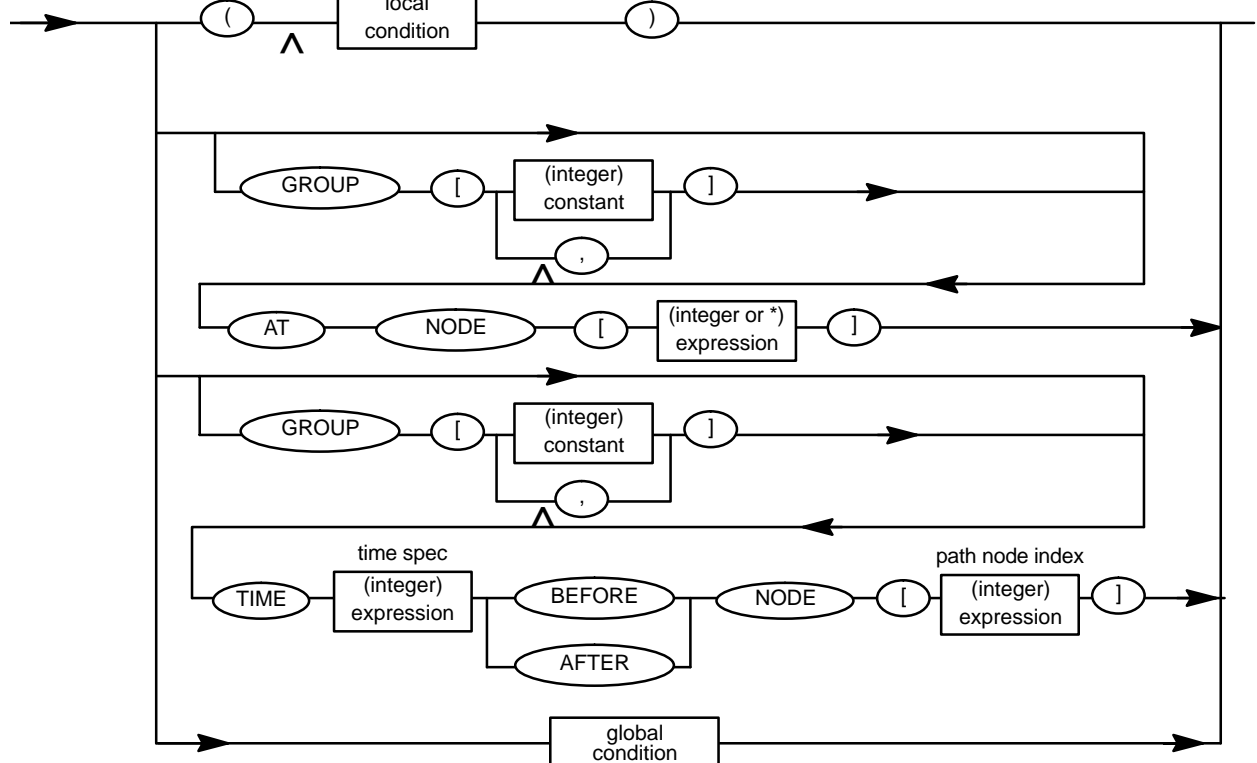 ( local )
condition
GROUP [ (integer) ]
constant
,
AT NODE [ (integer or *) ]
expression
GROUP [ (integer) ]
constant
,
time spec path node index
TIME (integer) BEFORE NODE [ (integer) ]
expression expression
AFTER
global
condition